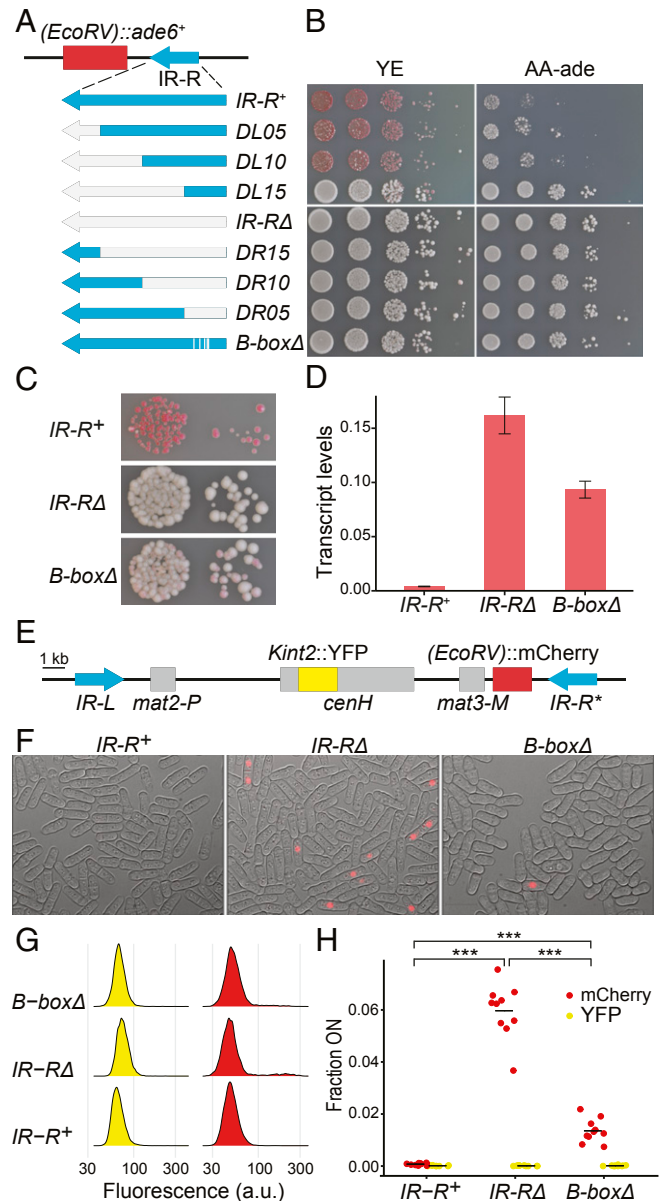 A
(EcoRV)::ade6+
IR-R
IR-R+
DL05
DL10
DL15
IR-RΔ
DR15
DR10
DR05
B-boxΔ
B
YE
AA-ade
C
IR-R+
IR-RΔ
B-boxΔ
D
Transcript levels
0.15
0.10
0.05
0.00
IR-R+
IR-RΔ
B-boxΔ
E
1 kb
Kint2::YFP
(EcoRV)::mCherry
IR-L
mat2-P
cenH
mat3-M
IR-R*
F
IR-R+
IR-RΔ
B-boxΔ
G
B-boxΔ
IR-RΔ
IR-R+
30 100 300 30 100 300
Fluorescence (a.u.)
H
***
*** ***
mCherry
YFP
Fraction ON
0.06
0.04
0.02
0.00
IR-R+
IR-RΔ
B-boxΔ